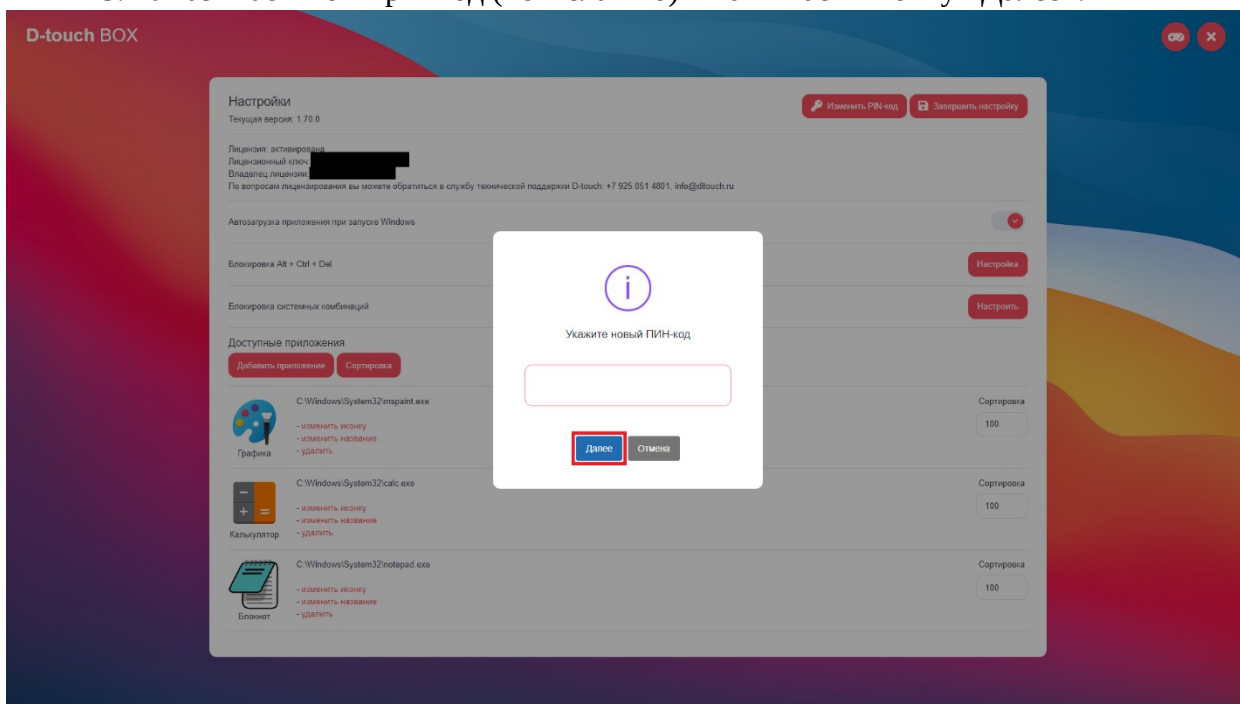 D-touch BOX
Настройки
Текущая версия: 1.70.0
Изменить PIN-код
Завершить настройку
Лицензия: активирована
Лицензионный ключ:
Владелец лицензии:
По вопросам лицензирования вы можете обратиться в службу технической поддержки D-touch: +7 925 851 4801, info@dtouch.ru
Автозагрузка приложения при запуске Windows
Блокировка Alt + Ctrl + Del
Настройка
Блокировка системных комбинаций
Настроить
Укажите новый ПИН-код
Далее
Отмена
Доступные приложения
Добавить приложение
Сортировка
C:\Windows\System32\mspaint.exe
- изменить иконку
- изменить название
- удалить
Графика
Сортировка
100
C:\Windows\System32\calc.exe
- изменить иконку
- изменить название
- удалить
Калькулятор
Сортировка
100
C:\Windows\System32\notepad.exe
- изменить иконку
- изменить название
- удалить
Блокнот
Сортировка
100